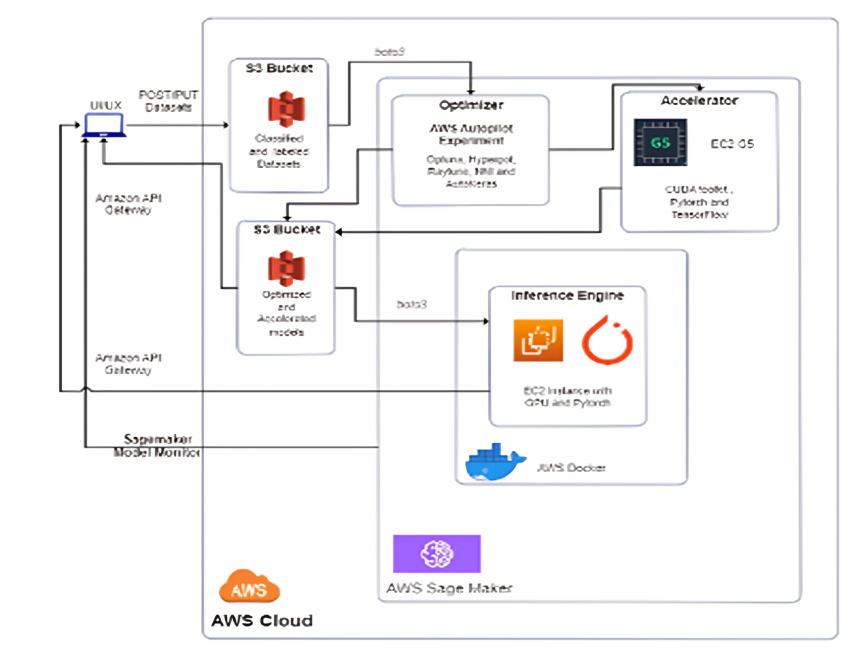 boto3
S3 Bucket
Classified
and labeled
Datasets
POST/PUT
Datasets
UI/UX
Optimizer
AWS Autopilot
Experiment
Optuna, Hyperopt,
Raytune, NNI and
AutoKeras
Accelerator
G5
EC2 G5
CUDA toolkit,
Pytorch and
TensorFlow
Amazon API
Gateway
S3 Bucket
Optimized
and
Accelerated
models
boto3
Inference Engine
EC2 Instance with
GPU and Pytorch
Amazon API
Gateway
Sagemaker
Model Monitor
AWS Docker
AWS Sage Maker
AWS
AWS Cloud